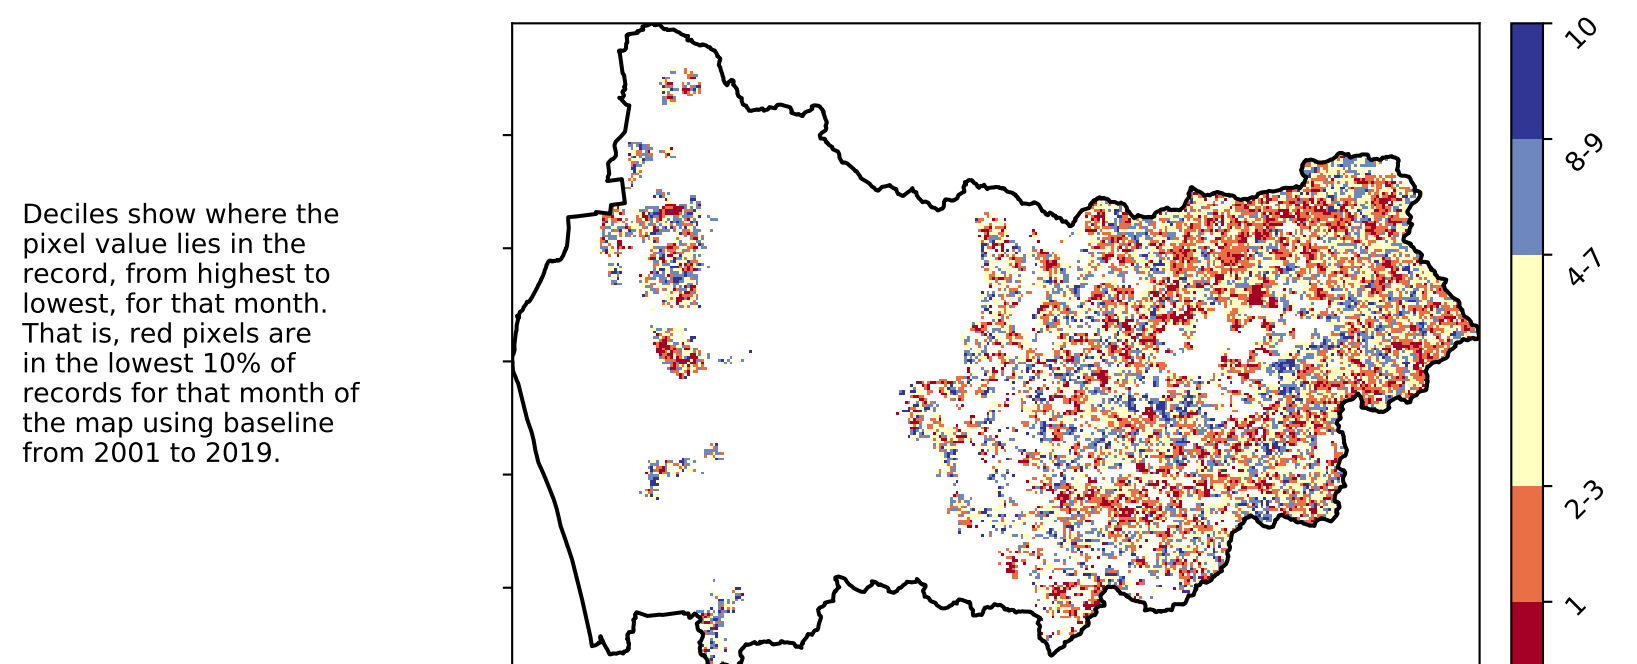 Deciles show where the
pixel value lies in the
record, from highest to
lowest, for that month.
That is, red pixels are
in the lowest 10% of
records for that month of
the map using baseline
from 2001 to 2019.
10
8-9
4-7
2-3
1